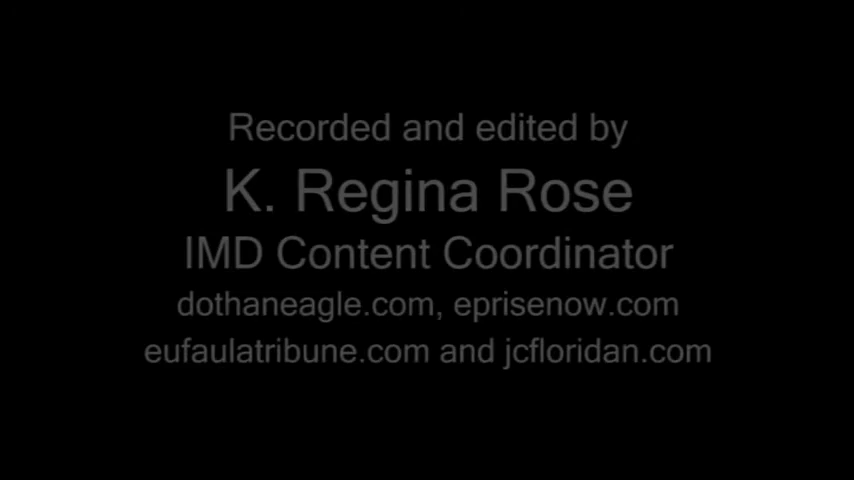 Recorded and edited by
K. Regina Rose
IMD Content Coordinator
dothaneagle.com, eprisenow.com
eufaulatribune.com and jcfloridan.com